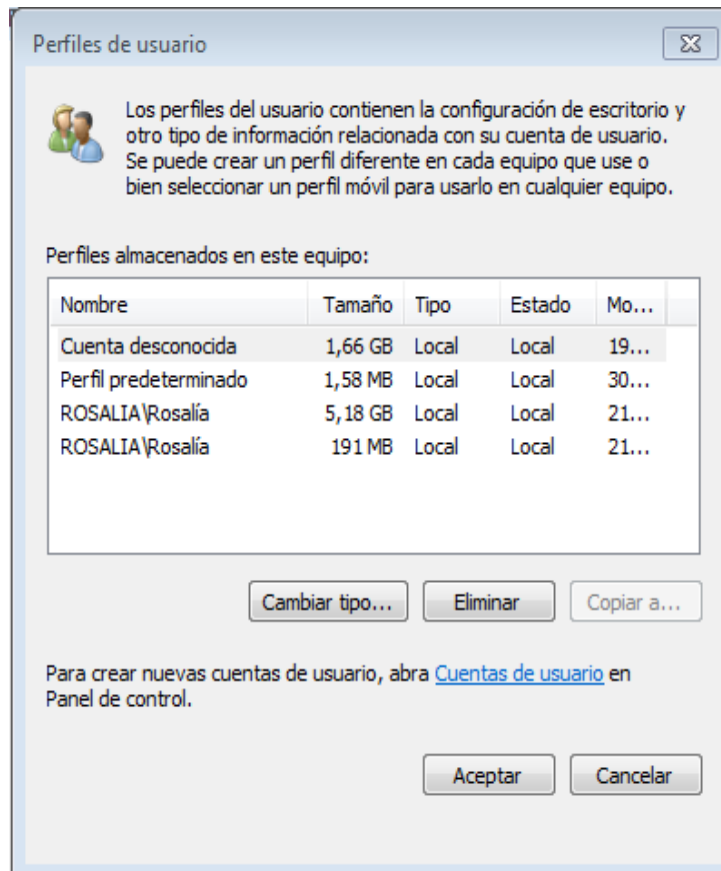 Perfiles de usuario
Los perfiles del usuario contienen la configuración de escritorio y
otro tipo de información relacionada con su cuenta de usuario.
Se puede crear un perfil diferente en cada equipo que use o
bien seleccionar un perfil móvil para usarlo en cualquier equipo.
Perfiles almacenados en este equipo:
Nombre Tamaño Tipo Estado Mo...
Cuenta desconocida 1,66 GB Local Local 19...
Perfil predeterminado 1,58 MB Local Local 30...
ROSALIA\Rosalía 5,18 GB Local Local 21...
ROSALIA\Rosalía 191 MB Local Local 21...
Cambiar tipo... Eliminar Copiar a...
Para crear nuevas cuentas de usuario, abra Cuentas de usuario en
Panel de control.
Aceptar Cancelar